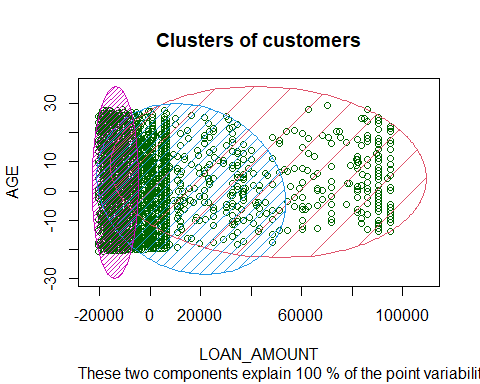 Clusters of customers
30
10
0
-10
-30
AGE
-20000 0 20000 60000 100000
LOAN_AMOUNT
These two components explain 100 % of the point variabilit